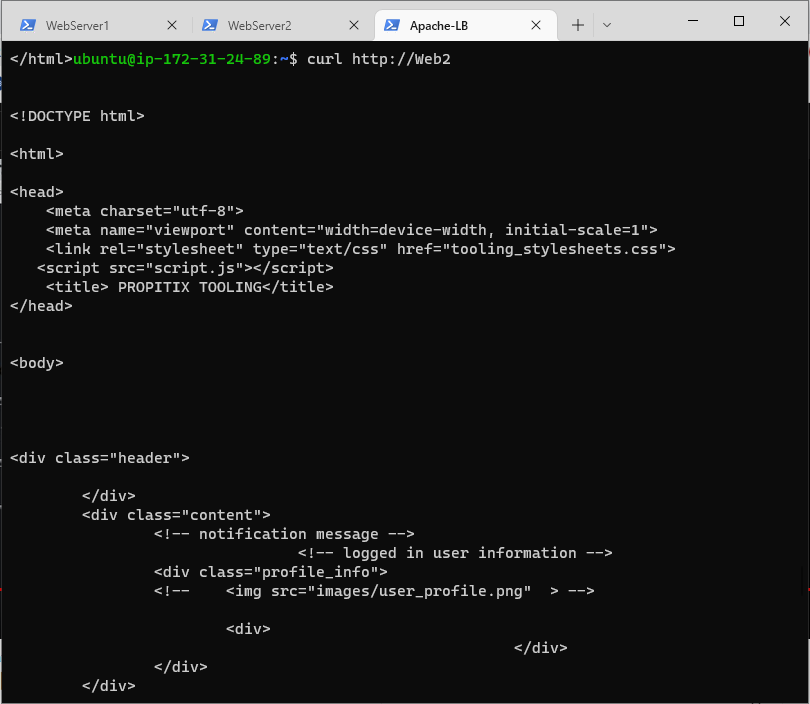 WebServer1
WebServer2
Apache-LB
</html>ubuntu@ip-172-31-24-89:~$ curl http://Web2
<!DOCTYPE html>
<html>
<head>
    <meta charset="utf-8">
    <meta name="viewport" content="width=device-width, initial-scale=1">
    <link rel="stylesheet" type="text/css" href="tooling_stylesheets.css">
   <script src="script.js"></script>
    <title> PROPITIX TOOLING</title>
</head>
<body>
<div class="header">
        </div>
        <div class="content">
                <!-- notification message -->
                                <!-- logged in user information -->
                <div class="profile_info">
                <!--    <img src="images/user_profile.png"  > -->
                        <div>
                                                        </div>
                </div>
        </div>